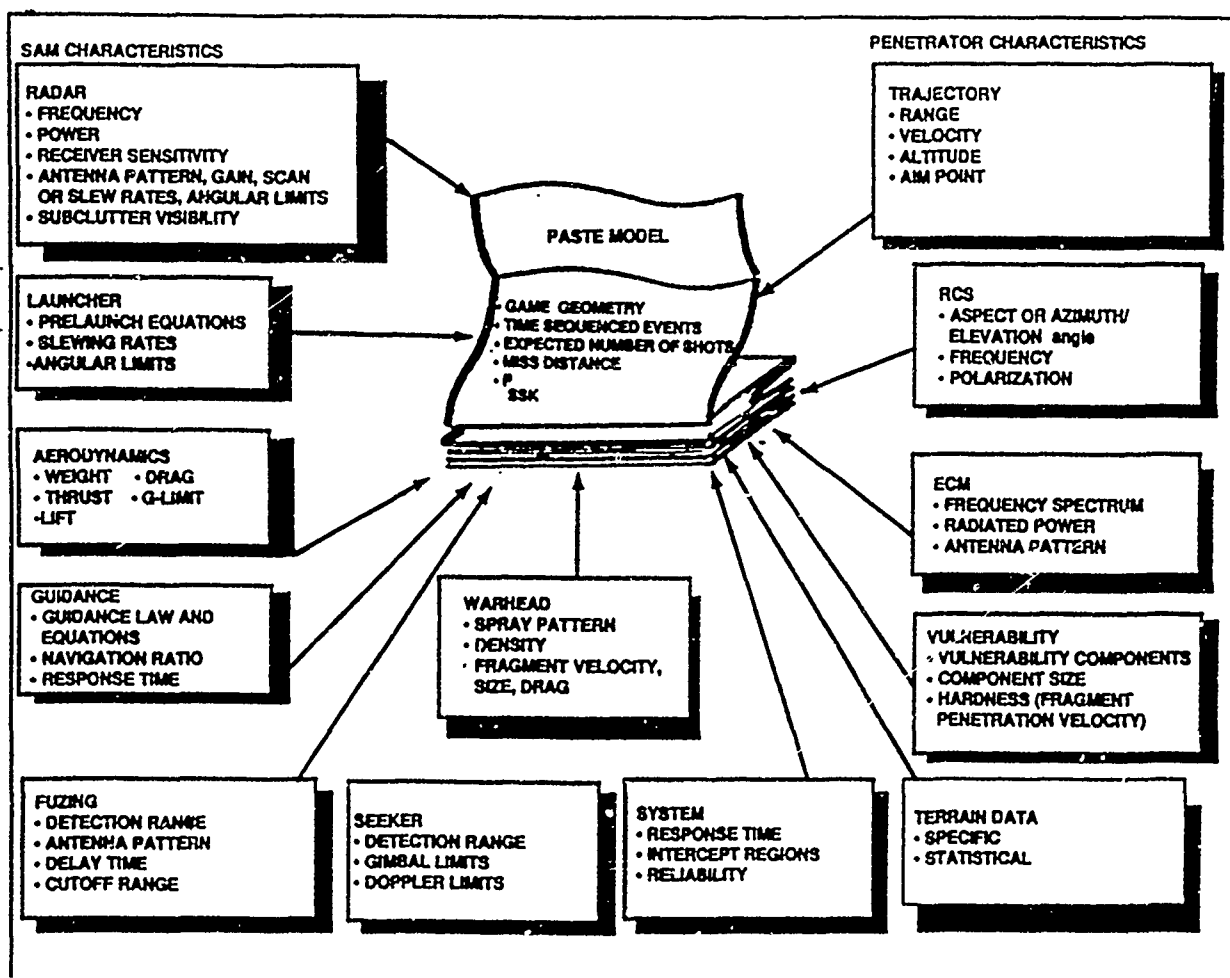 SAM CHARACTERISTICS
PENETRATOR CHARACTERISTICS
RADAR
• FREQUENCY
• POWER
• RECEIVER SENSITIVITY
• ANTENNA PATTERN, GAIN, SCAN
OR SLEW RATES, ANGULAR LIMITS
• SUBCLUTTER VISIBILITY
TRAJECTORY
• RANGE
• VELOCITY
• ALTITUDE
• AIM POINT
PASTE MODEL
• GAME GEOMETRY
• TIME SEQUENCED EVENTS
• EXPECTED NUMBER OF SHOTS
• MISS DISTANCE
• P
SSK
LAUNCHER
• PRELAUNCH EQUATIONS
• SLEWING RATES
• ANGULAR LIMITS
RCS
• ASPECT OR AZIMUTH/
ELEVATION angle
• FREQUENCY
• POLARIZATION
AERODYNAMICS
• WEIGHT • DRAG
• THRUST • G-LIMIT
• LIFT
ECM
• FREQUENCY SPECTRUM
• RADIATED POWER
• ANTENNA PATTERN
GUIDANCE
• GUIDANCE LAW AND
EQUATIONS
• NAVIGATION RATIO
• RESPONSE TIME
WARHEAD
• SPRAY PATTERN
• DENSITY
• FRAGMENT VELOCITY,
SIZE, DRAG
VULNERABILITY
• VULNERABILITY COMPONENTS
• COMPONENT SIZE
• HARDNESS (FRAGMENT
PENETRATION VELOCITY)
FUZING
• DETECTION RANGE
• ANTENNA PATTERN
• DELAY TIME
• CUTOFF RANGE
SEEKER
• DETECTION RANGE
• GIMBAL LIMITS
• DOPPLER LIMITS
SYSTEM
• RESPONSE TIME
• INTERCEPT REGIONS
• RELIABILITY
TERRAIN DATA
• SPECIFIC
• STATISTICAL